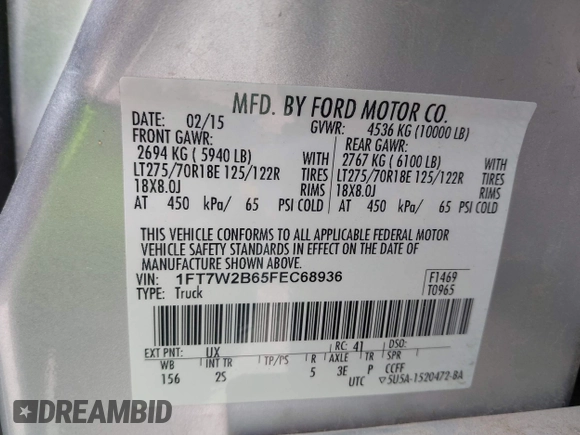 MFD. BY FORD MOTOR CO.
DATE: 02/15 GVWR: 4536 KG (10000 LB)
FRONT GAWR: REAR GAWR:
2694 KG ( 5940 LB) WITH 2767 KG ( 6100 LB) WITH
LT275/70R18E 125/122R TIRES LT275/70R18E 125/122R TIRES
18X8.0J RIMS 18X8.0J RIMS
AT 450 kPa/ 65 PSI COLD AT 450 kPa/ 65 PSI COLD
THIS VEHICLE CONFORMS TO ALL APPLICABLE FEDERAL MOTOR
VEHICLE SAFETY STANDARDS IN EFFECT ON THE DATE OF
MANUFACTURE SHOWN ABOVE.
VIN: 1FT7W2B65FEC68936 F1469
TYPE: Truck T0965
EXT PNT: UX RC: 41
WB INT TR TP/PS R AXLE TR SPR
156 2S 5 3E P CCFF
UTC ▽5U5A-1520472-BA
DREAMBID